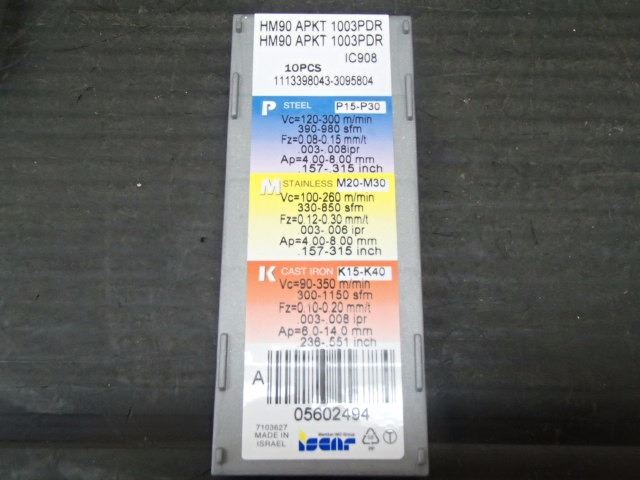 HM90 APKT 1003PDR
HM90 APKT 1003PDR
IC908
10PCS
1113398043-3095804
P STEEL P15-P30
Vc=120-300 m/min
390-980 sfm
Fz=0.08-0.15 mm/t
.003-.008ipr
Ap=4.00-8.00 mm
.157-.315 inch
M STAINLESS M20-M30
Vc=100-260 m/min
330-850 sfm
Fz=0.12-0.30 mm/t
.003-.006 ipr
Ap=4.00-8.00 mm
.157-315 inch
K CAST IRON K15-K40
Vc=90-350 m/min
300-1150 sfm
Fz=0.10-0.20 mm/t
.003-.008 ipr
Ap=6.0-14.0 mm
.236-.551 inch
A
05602494
7103627
MADE IN
ISRAEL
Member IMC Group
iscar
PP